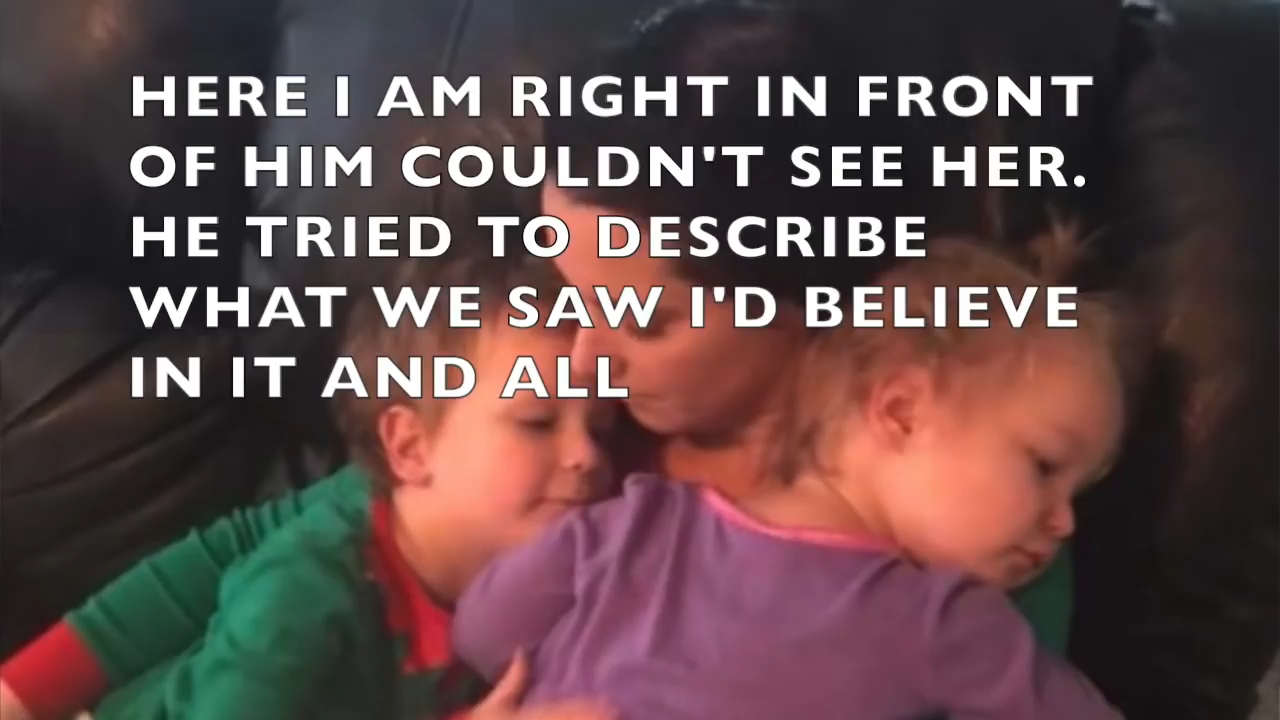 HERE I AM RIGHT IN FRONT
OF HIM COULDN'T SEE HER.
HE TRIED TO DESCRIBE
WHAT WE SAW I'D BELIEVE
IN IT AND ALL